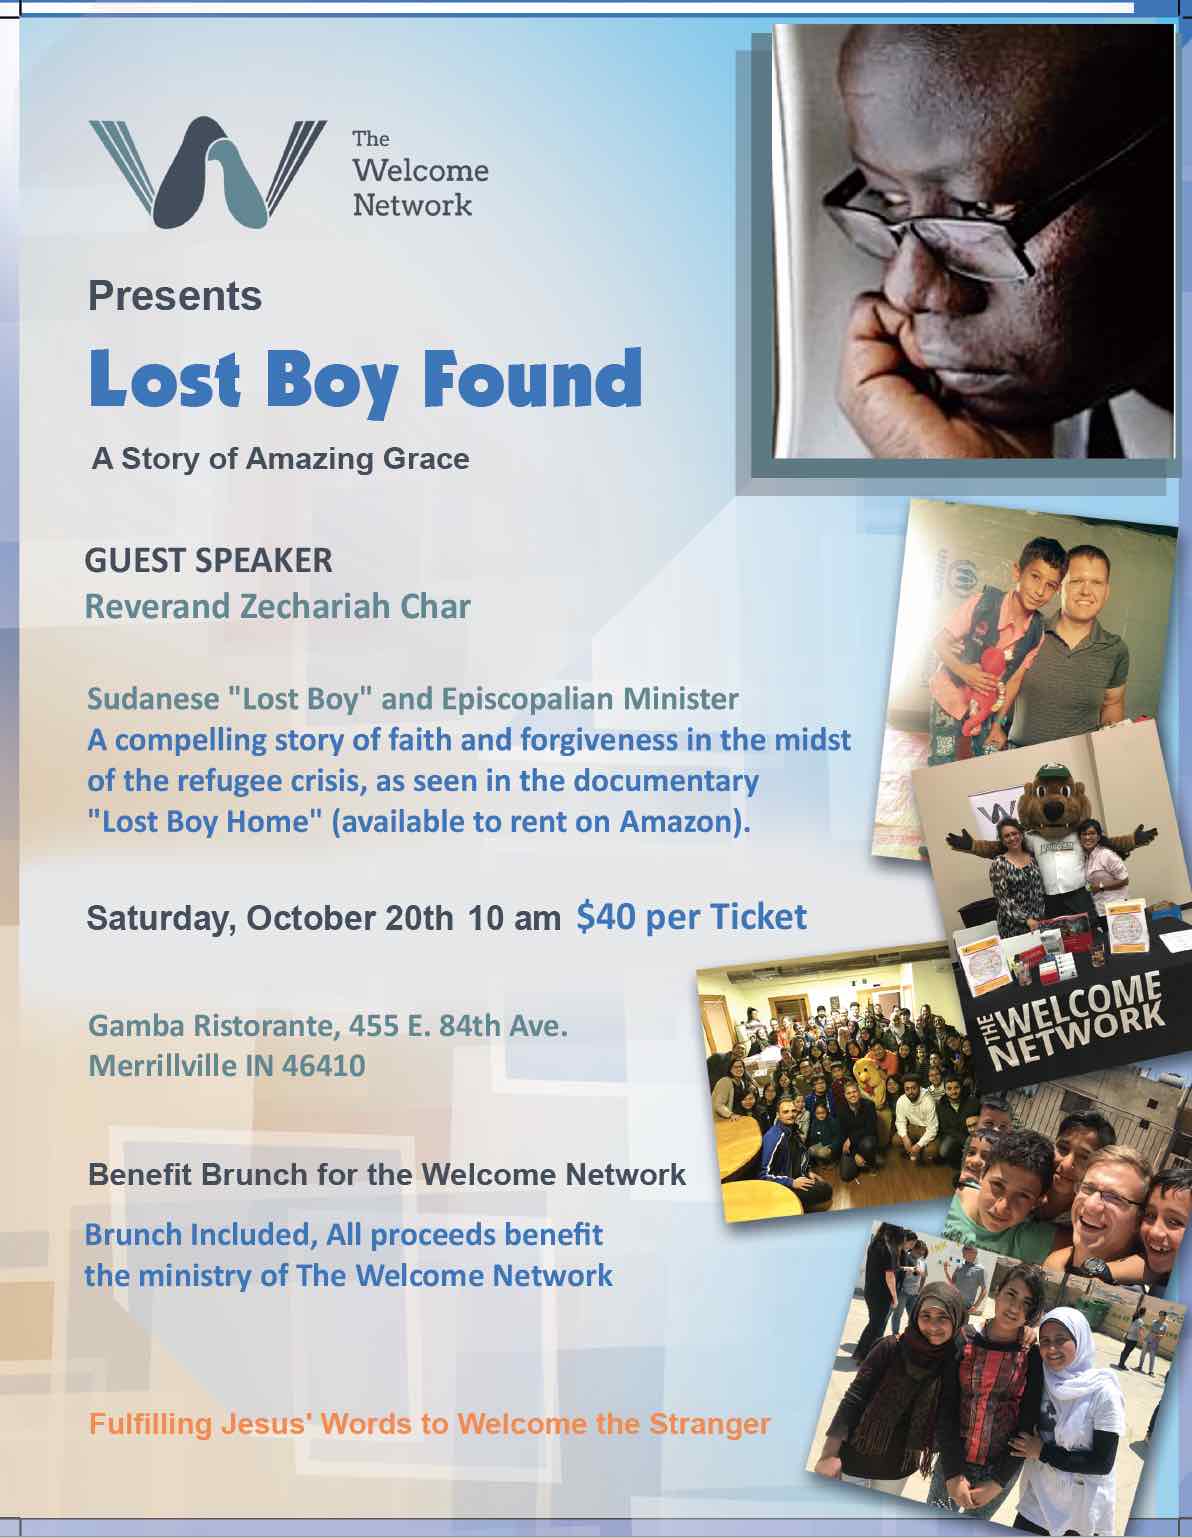 The
Welcome
Network
Presents
Lost Boy Found
A Story of Amazing Grace
GUEST SPEAKER
Reverand Zechariah Char
Sudanese "Lost Boy" and Episcopalian Minister
A compelling story of faith and forgiveness in the midst
of the refugee crisis, as seen in the documentary
"Lost Boy Home" (available to rent on Amazon).
Saturday, October 20th 10 am $40 per Ticket
Gamba Ristorante, 455 E. 84th Ave.
Merrillville IN 46410
THE WELCOME
NETWORK
Benefit Brunch for the Welcome Network
Brunch Included, All proceeds benefit
the ministry of The Welcome Network
Fulfilling Jesus' Words to Welcome the Stranger